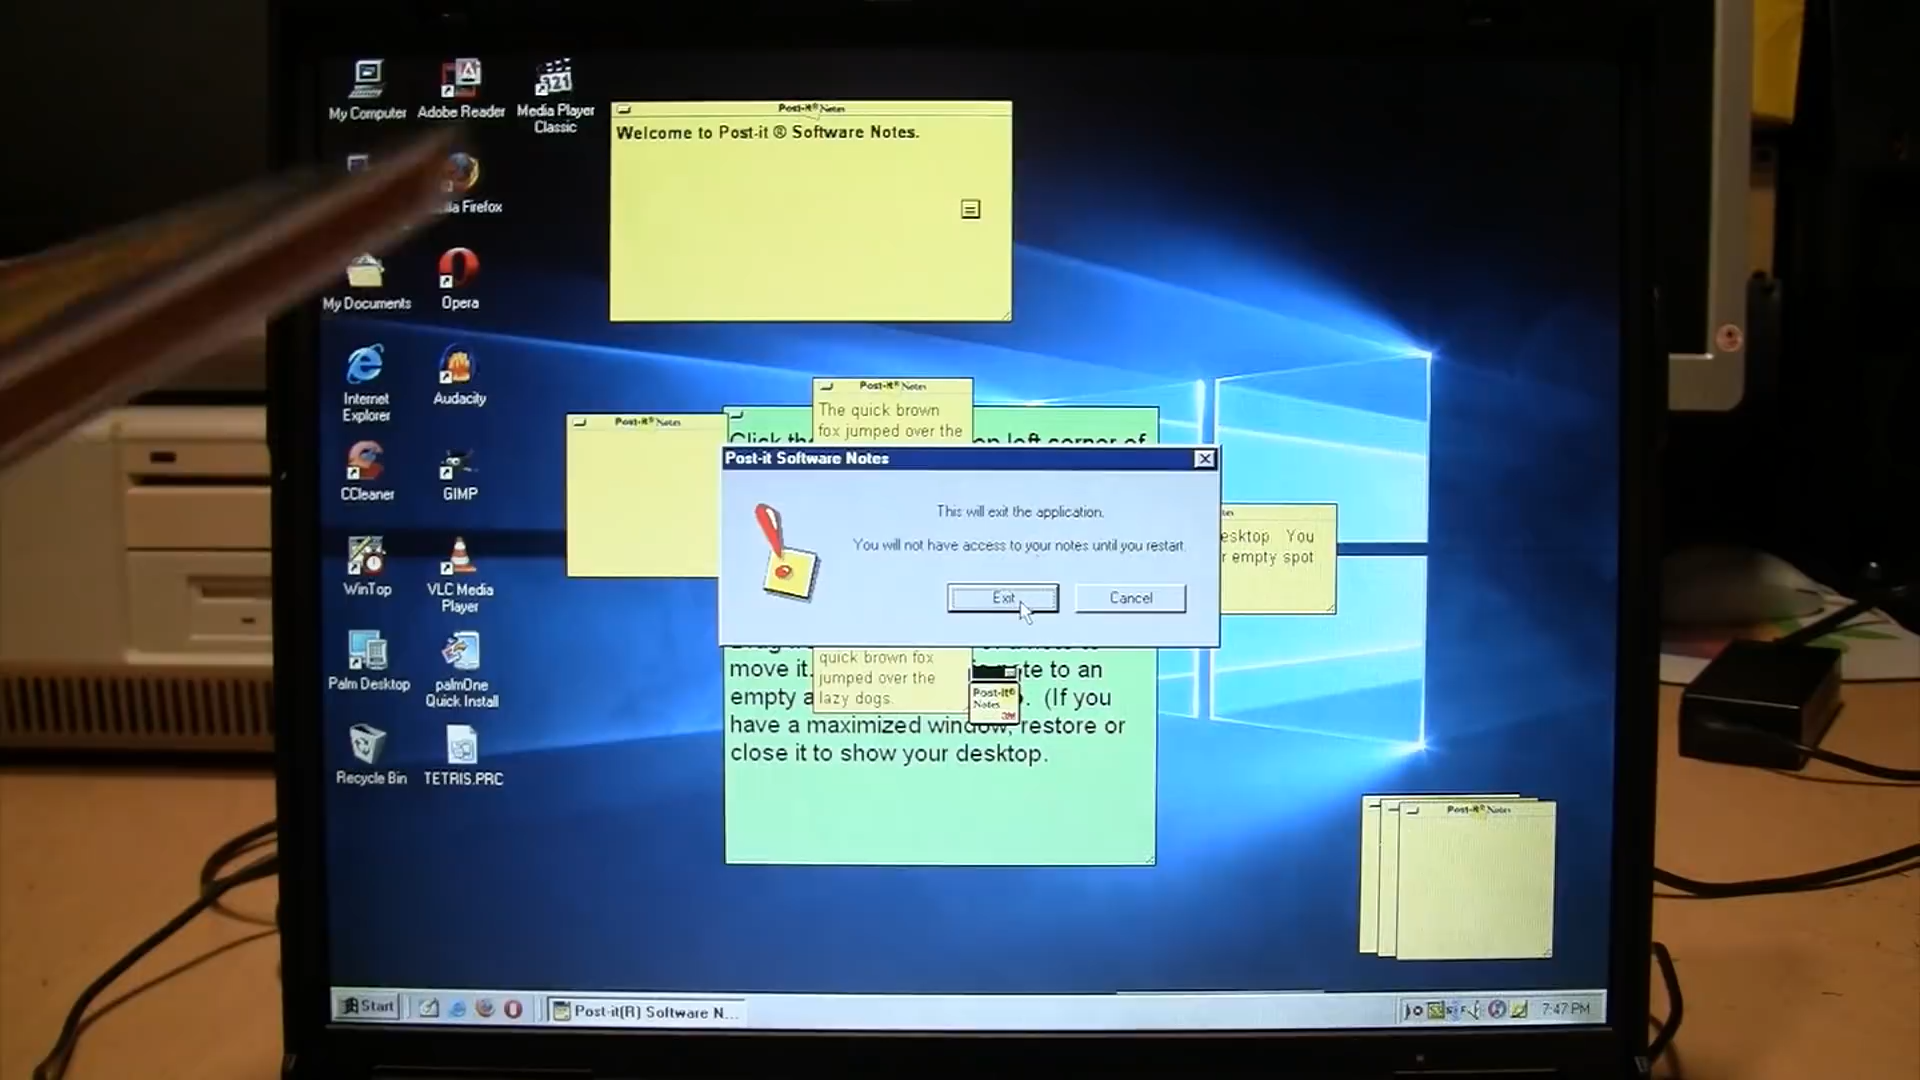 My Computer
Adobe Reader
Media Player
Classic
Firefox
My Documents
Opera
Internet
Explorer
Audacity
CCleaner
GIMP
WinTop
VLC Media
Player
Palm Desktop
palmOne
Quick Install
Recycle Bin
TETRIS.PRC
Post-it® Notes
Welcome to Post-it ® Software Notes.
Post-it® Notes
The quick brown
fox jumped over the
Post-it® Notes
left corner of
Post-it Software Notes
This will exit the application.
You will not have access to your notes until you restart.
Exit
Cancel
esktop. You
r empty spot
quick brown fox
jumped over the
lazy dogs.
move it.
te to an
empty a
. (If you
have a maximized window, restore or
close it to show your desktop.
Post-it®
Notes
3M
Post-it® Notes
Start
Post-it(R) Software N...
7:47 PM